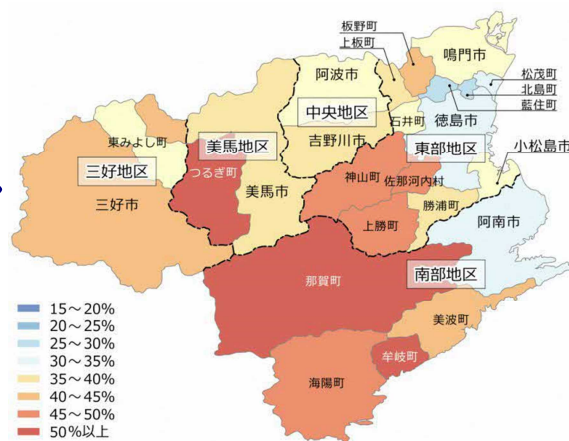 板野町
上板町
鳴門市
松茂町
北島町
藍住町
阿波市
中央地区
石井町
徳島市
東部地区
小松島市
東みよし町
美馬地区
吉野川市
三好地区
つるぎ町
美馬市
神山町
佐那河内村
三好市
上勝町
勝浦町
阿南市
那賀町
南部地区
美波町
牟岐町
海陽町
15~20%
20~25%
25~30%
30~35%
35~40%
40~45%
45~50%
50%以上